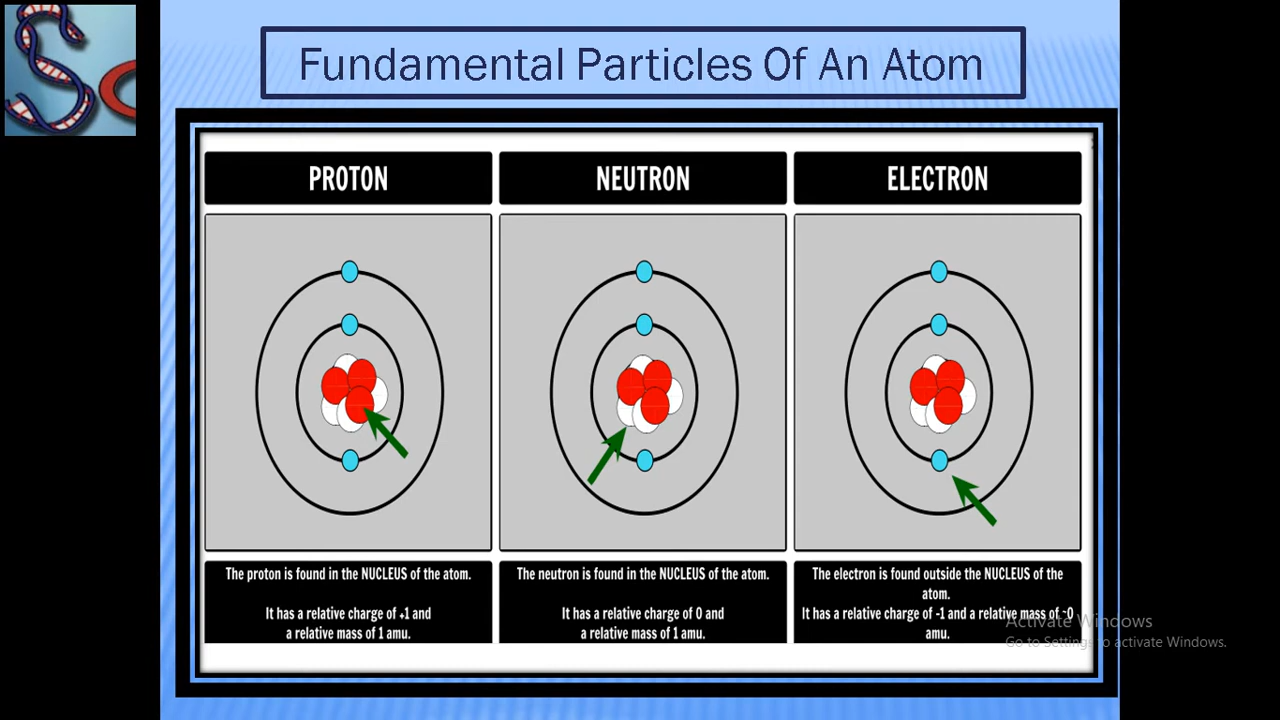 Sc
Fundamental Particles Of An Atom
PROTON
NEUTRON
ELECTRON
The proton is found in the NUCLEUS of the atom.
It has a relative charge of +1 and
a relative mass of 1 amu.
The neutron is found in the NUCLEUS of the atom.
It has a relative charge of 0 and
a relative mass of 1 amu.
The electron is found outside the NUCLEUS of the
atom.
It has a relative charge of -1 and a relative mass of ~0
amu.
Activate Windows
Go to Settings to activate Windows.